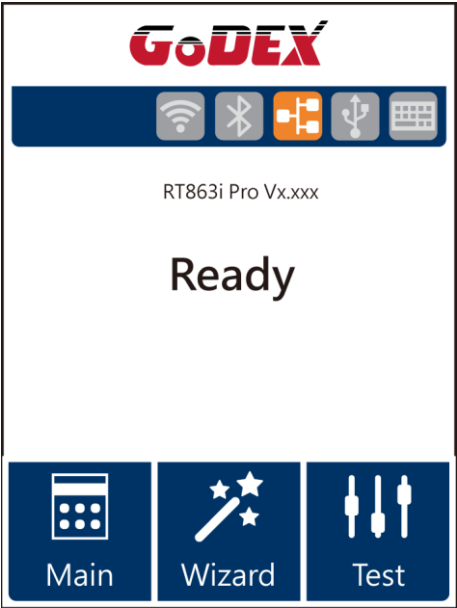 GoDEX
RT863i Pro Vx.xxx
Ready
Main
Wizard
Test